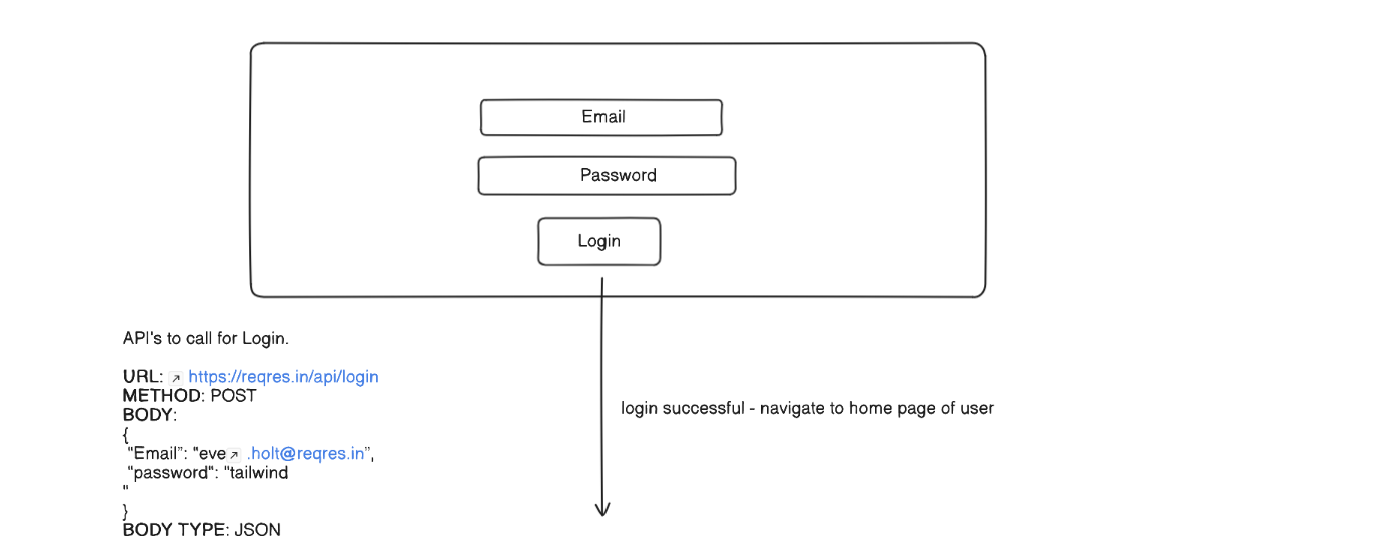 Email
Password
Login
API's to call for Login.
URL: https://reqres.in/api/login
METHOD: POST
BODY:
{
"Email”: "eve .holt@reqres.in”,
"password": "tailwind
"
}
BODY TYPE: JSON
login successful - navigate to home page of user